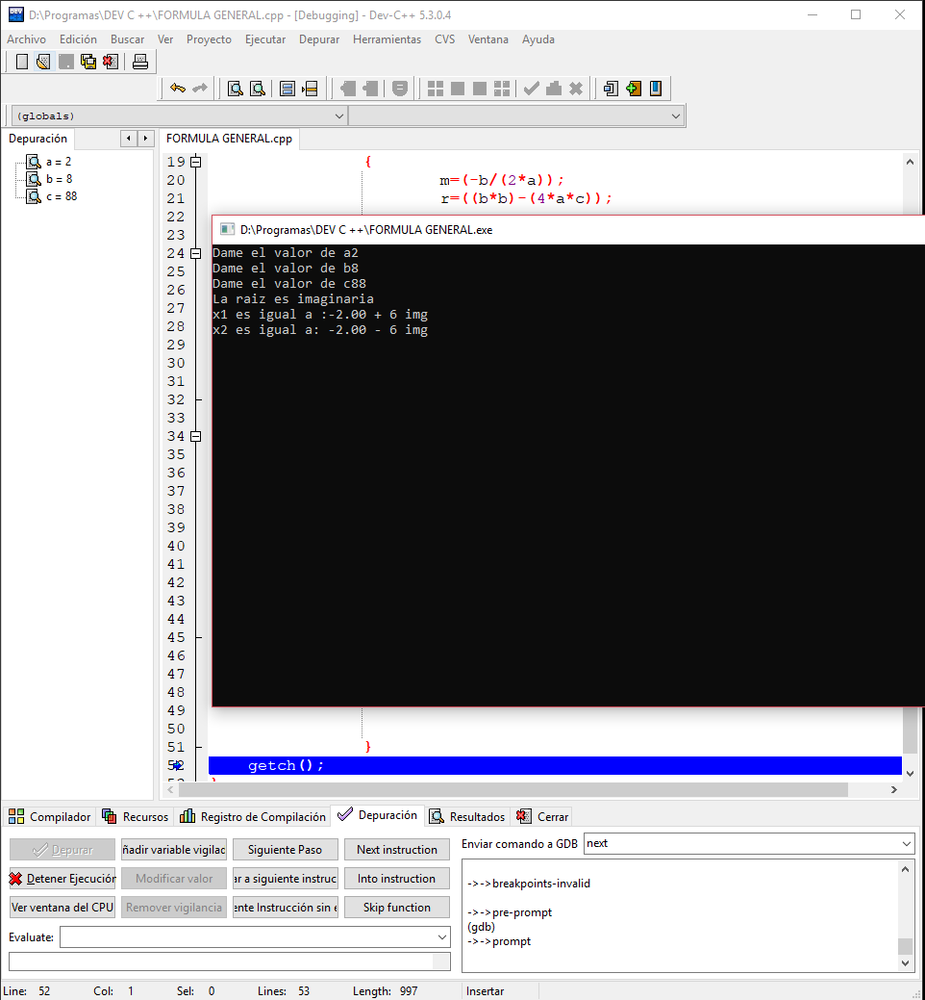 D:\Programas\DEV C ++\FORMULA GENERAL.cpp - [Debugging] - Dev-C++ 5.3.0.4
Archivo Edición Buscar Ver Proyecto Ejecutar Depurar Herramientas CVS Ventana Ayuda
(globals)
Depuración
FORMULA GENERAL.cpp
a = 2
b = 8
c = 88
19 {
20 m=(-b/(2*a));
21 r=((b*b)-(4*a*c));
22
23
24
25
26
27
28
29
30
31
32
33
34
35
36
37
38
39
40
41
42
43
44
45
46
47
48
49
50
51 }
52 getch();
53
D:\Programas\DEV C ++\FORMULA GENERAL.exe
Dame el valor de a2
Dame el valor de b8
Dame el valor de c88
La raiz es imaginaria
x1 es igual a :-2.00 + 6 img
x2 es igual a: -2.00 - 6 img
Compilador Recursos Registro de Compilación Depuración Resultados Cerrar
Depurar ñadir variable vigilac Siguiente Paso Next instruction
Detener Ejecución Modificar valor ar a siguiente instruc Into instruction
Ver ventana del CPU Remover vigilancia ente Instrucción sin e Skip function
Evaluate:
Enviar comando a GDB next
->->breakpoints-invalid
->->pre-prompt
(gdb)
->->prompt
Line: 52 Col: 1 Sel: 0 Lines: 53 Length: 997 Insertar